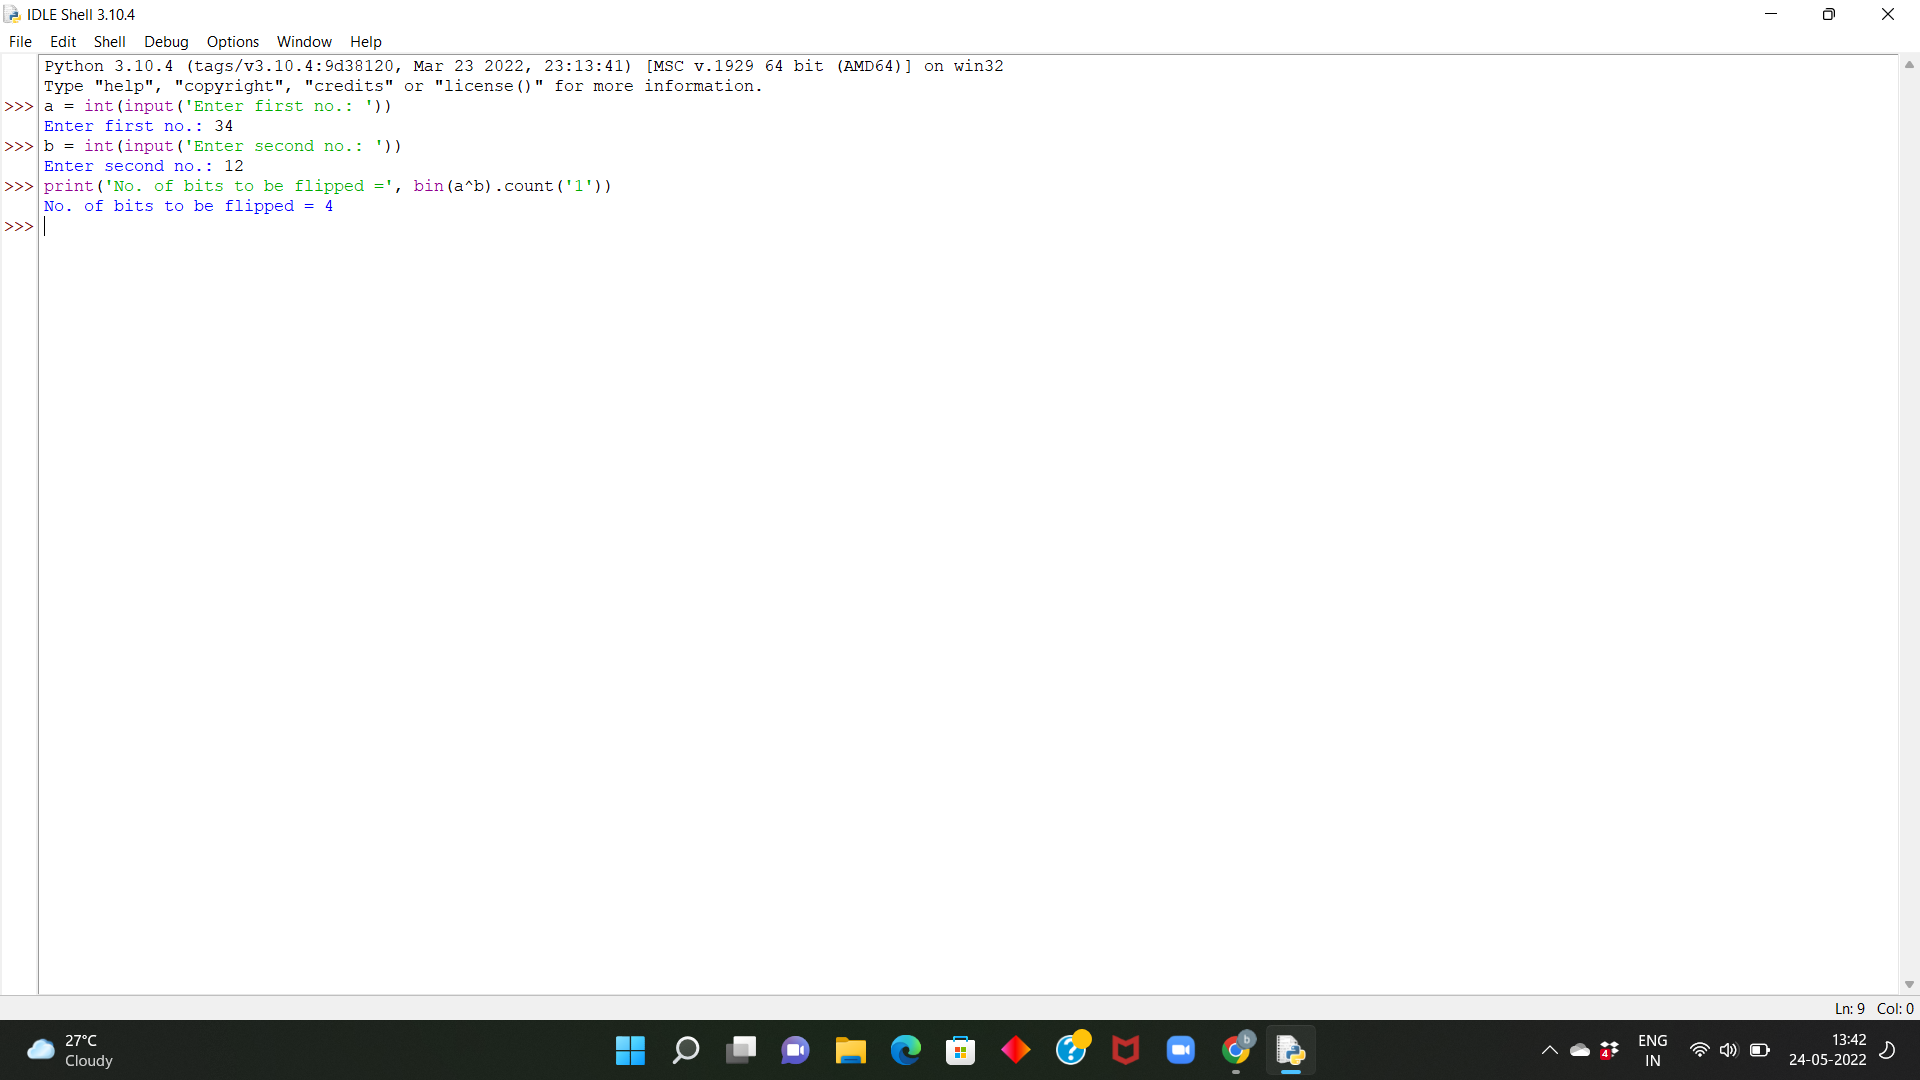 IDLE Shell 3.10.4
File Edit Shell Debug Options Window Help
Python 3.10.4 (tags/v3.10.4:9d38120, Mar 23 2022, 23:13:41) [MSC v.1929 64 bit (AMD64)] on win32
Type "help", "copyright", "credits" or "license()" for more information.
>>> a = int(input('Enter first no.: '))
Enter first no.: 34
>>> b = int(input('Enter second no.: '))
Enter second no.: 12
>>> print('No. of bits to be flipped =', bin(a^b).count('1'))
No. of bits to be flipped = 4
>>>
Ln: 9 Col: 0
27°C
Cloudy
b
4
ENG
IN
13:42
24-05-2022